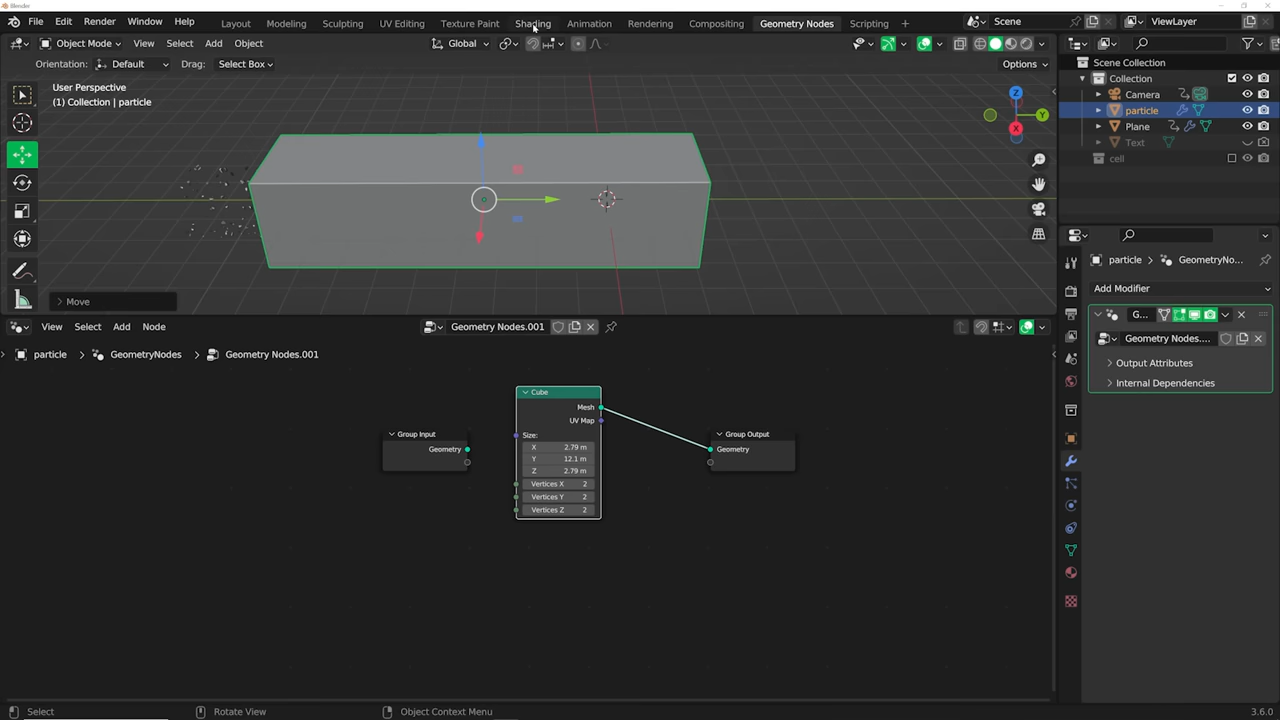 Blender
File Edit Render Window Help Layout Modeling Sculpting UV Editing Texture Paint Shading Animation Rendering Compositing Geometry Nodes Scripting + Scene ViewLayer
Object Mode View Select Add Object Global
Orientation: Default Drag: Select Box Options
User Perspective
(1) Collection | particle
Z
Y
X
> Move
Scene Collection
Collection
Camera
particle
Plane
Text
cell
particle > GeometryNo...
Add Modifier
G...
Geometry Nodes....
Output Attributes
Internal Dependencies
View Select Add Node Geometry Nodes.001
particle > GeometryNodes > Geometry Nodes.001
Cube
Mesh
UV Map
Size:
X 2.79 m
Y 12.1 m
Z 2.79 m
Vertices X 2
Vertices Y 2
Vertices Z 2
Group Input
Geometry
Group Output
Geometry
Select Rotate View Object Context Menu 3.6.0